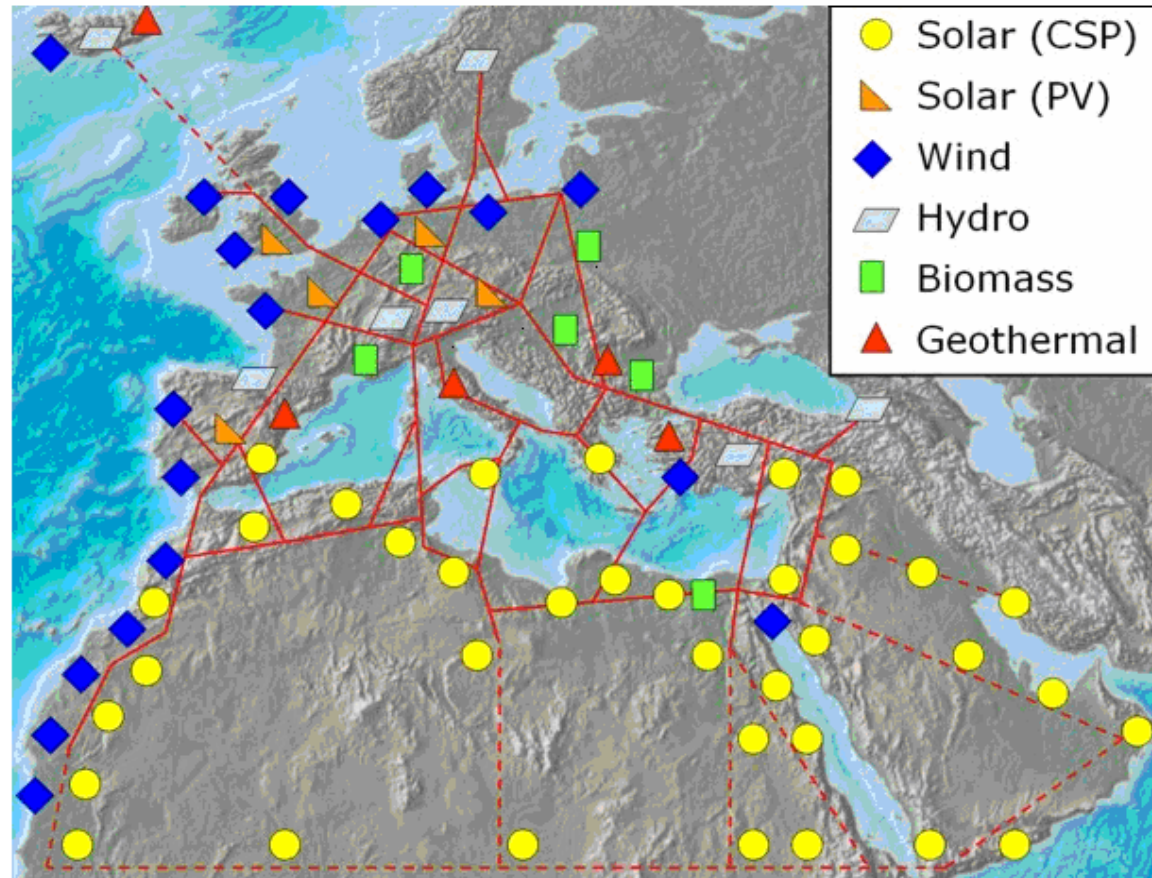 Solar (CSP)
Solar (PV)
Wind
Hydro
Biomass
Geothermal